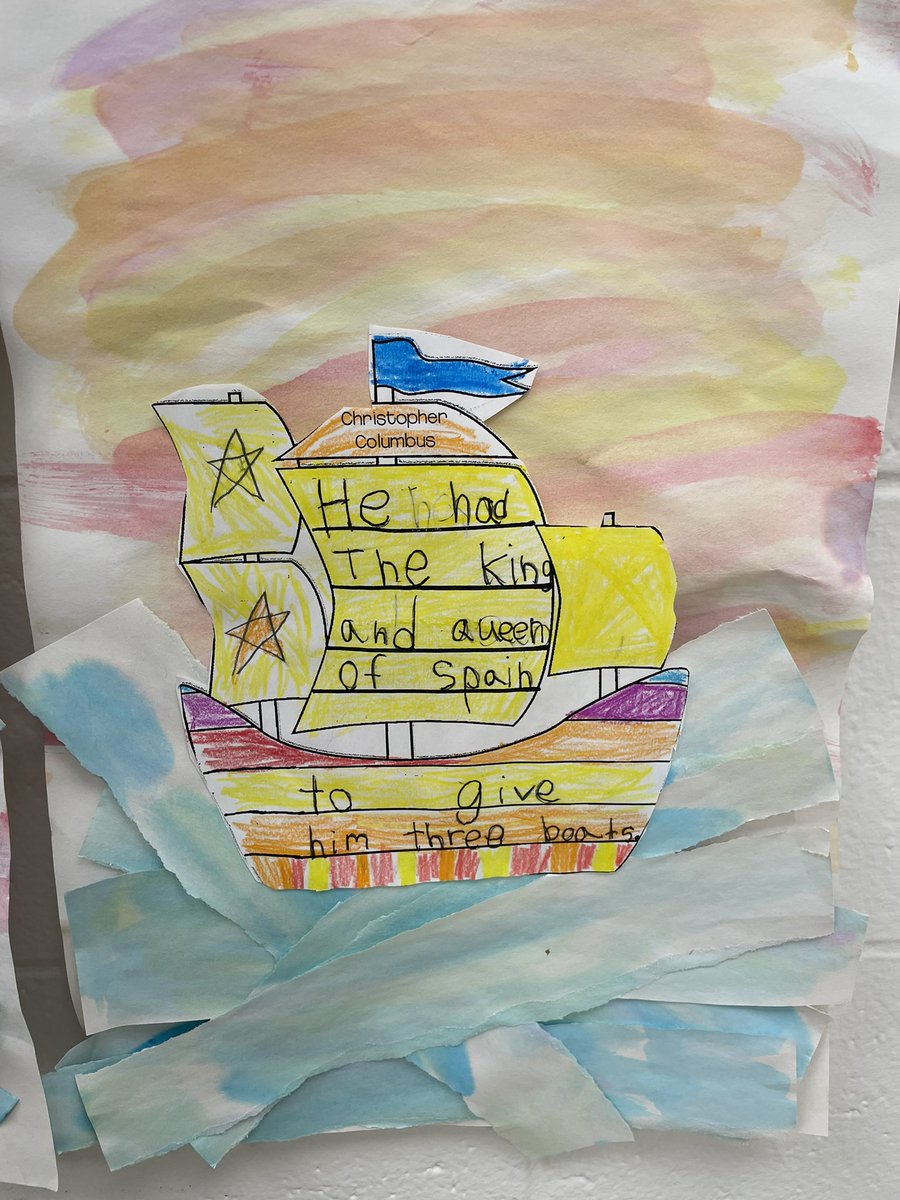 Christopher
Columbus
He had
The king
and queen
of Spain
to give
him three boats.